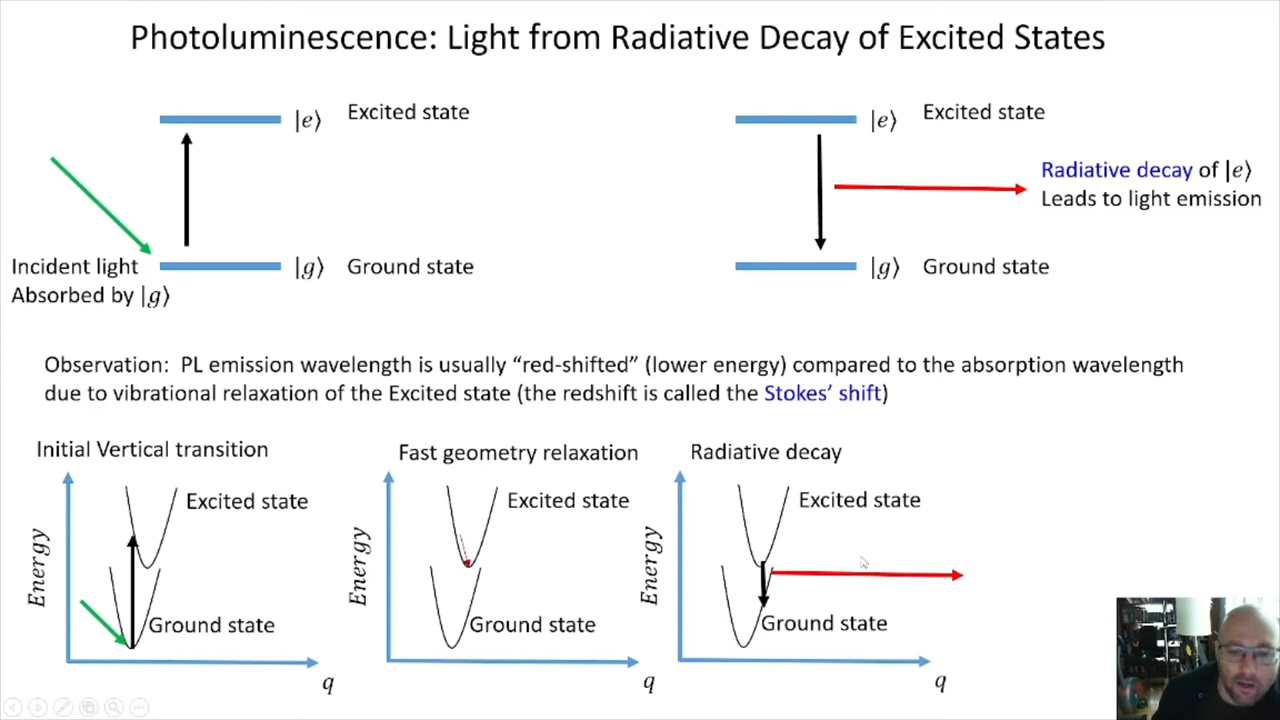 Photoluminescence: Light from Radiative Decay of Excited States
|e⟩ Excited state
|g⟩ Ground state
Incident light
Absorbed by |g⟩
|e⟩ Excited state
Radiative decay of |e⟩
Leads to light emission
|g⟩ Ground state
Observation: PL emission wavelength is usually “red-shifted” (lower energy) compared to the absorption wavelength
due to vibrational relaxation of the Excited state (the redshift is called the Stokes’ shift)
Initial Vertical transition
Energy
Excited state
Ground state
q
Fast geometry relaxation
Energy
Excited state
Ground state
q
Radiative decay
Energy
Excited state
Ground state
q